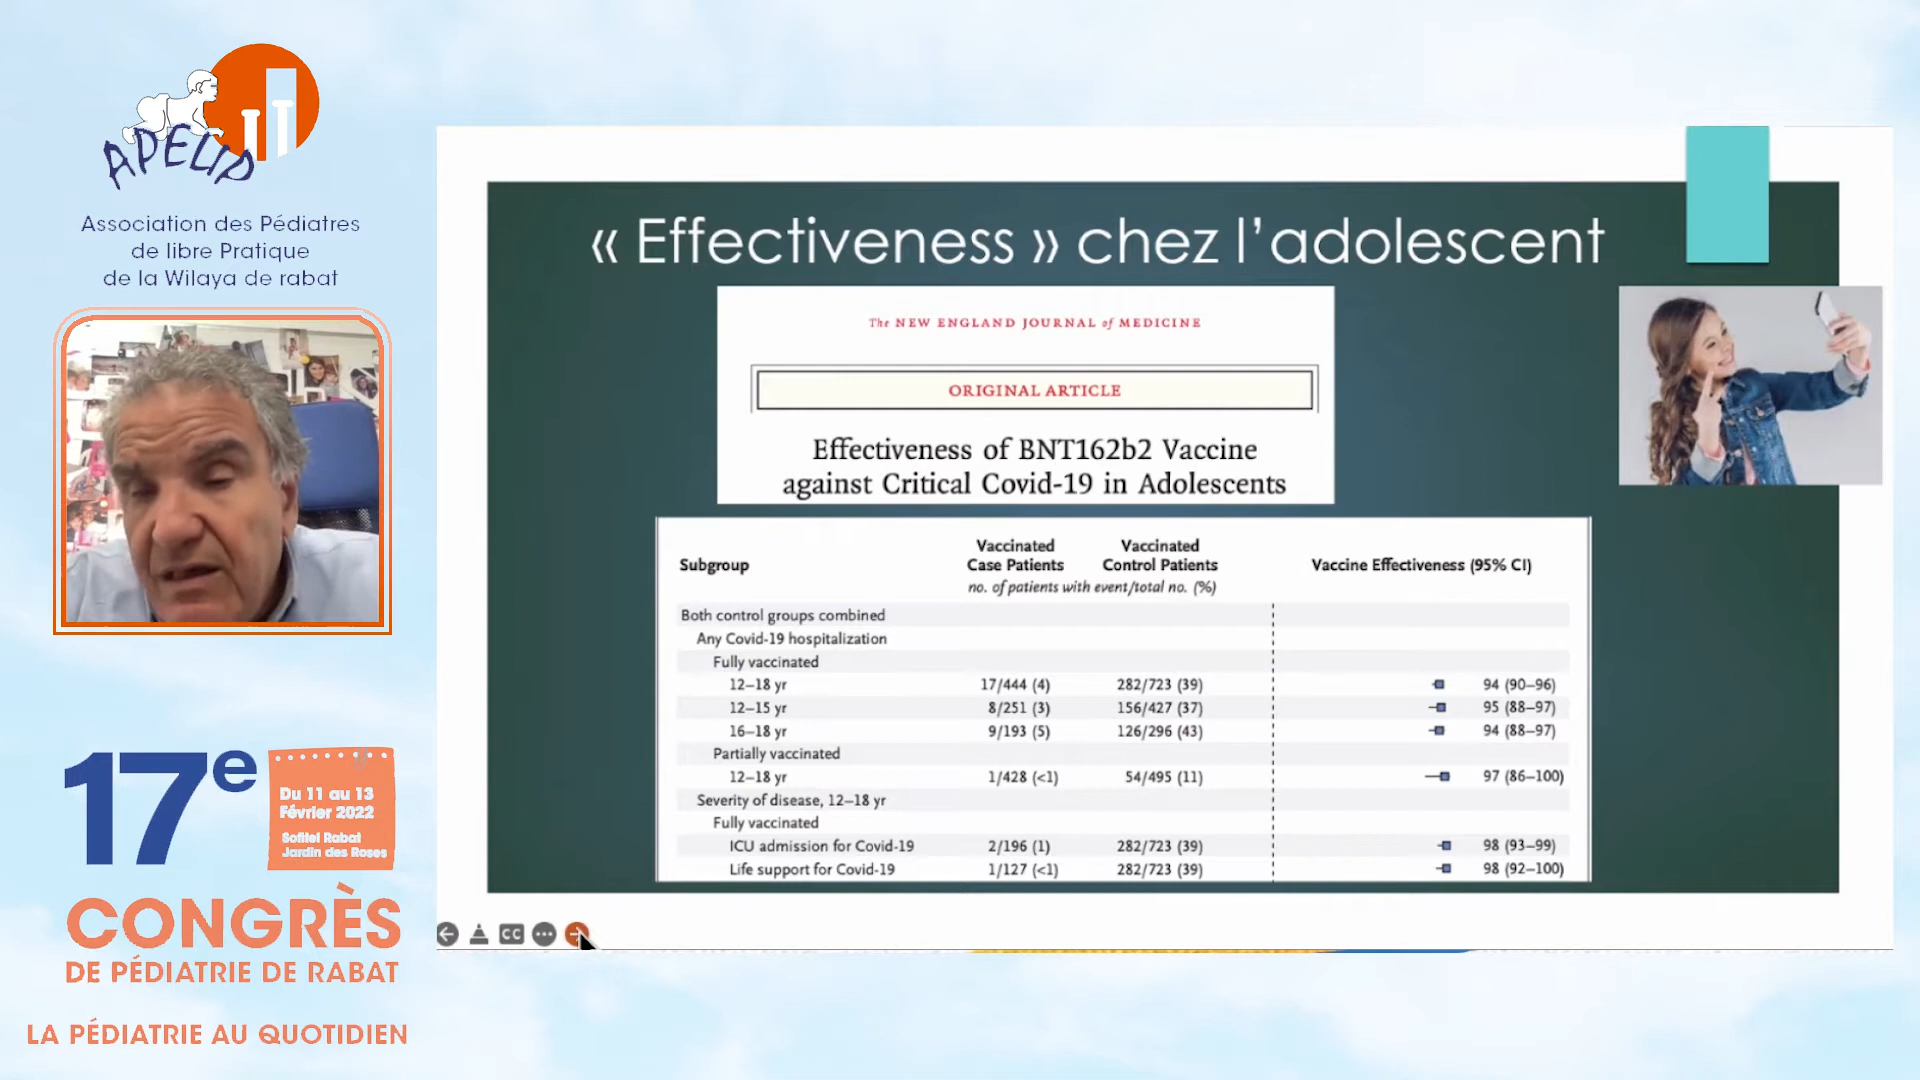 APELIP
Association des Pédiatres
de libre Pratique
de la Wilaya de rabat
17e
Du 11 au 13
Février 2022
Sofitel Rabat
Jardin des Roses
CONGRÈS
DE PÉDIATRIE DE RABAT
LA PÉDIATRIE AU QUOTIDIEN
« Effectiveness » chez l’adolescent
The NEW ENGLAND JOURNAL of MEDICINE
ORIGINAL ARTICLE
Effectiveness of BNT162b2 Vaccine
against Critical Covid-19 in Adolescents
Subgroup Vaccinated Case Patients Vaccinated Control Patients Vaccine Effectiveness (95% CI)
no. of patients with event/total no. (%)
Both control groups combined
Any Covid-19 hospitalization
Fully vaccinated
12–18 yr 17/444 (4) 282/723 (39) 94 (90–96)
12–15 yr 8/251 (3) 156/427 (37) 95 (88–97)
16–18 yr 9/193 (5) 126/296 (43) 94 (88–97)
Partially vaccinated
12–18 yr 1/428 (<1) 54/495 (11) 97 (86–100)
Severity of disease, 12–18 yr
Fully vaccinated
ICU admission for Covid-19 2/196 (1) 282/723 (39) 98 (93–99)
Life support for Covid-19 1/127 (<1) 282/723 (39) 98 (92–100)
CC